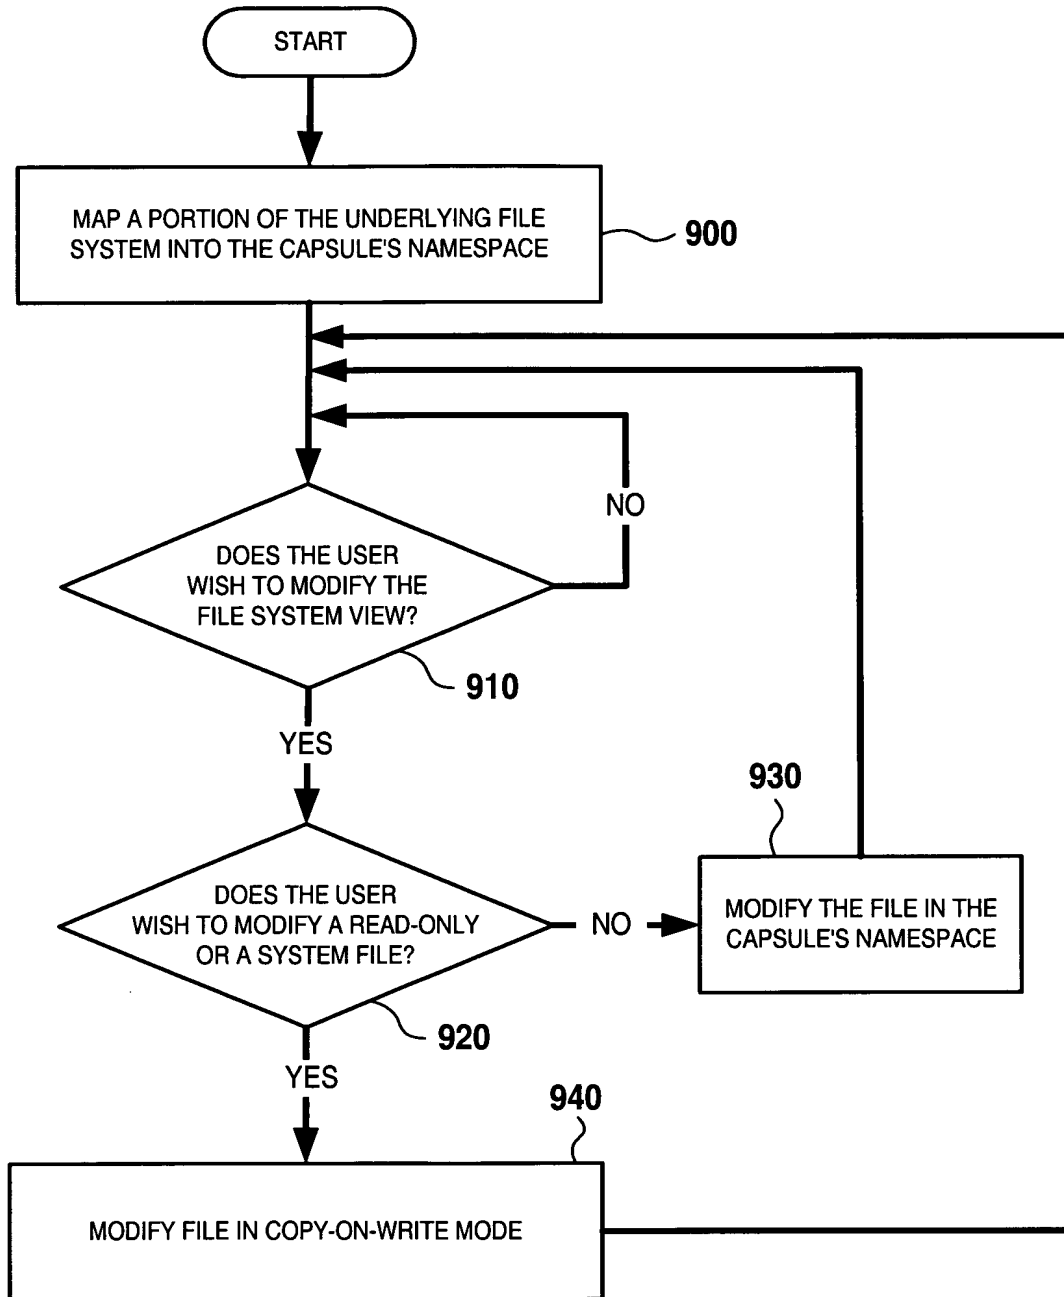 START
MAP A PORTION OF THE UNDERLYING FILE
SYSTEM INTO THE CAPSULE'S NAMESPACE
900
NO
DOES THE USER
WISH TO MODIFY THE
FILE SYSTEM VIEW?
910
YES
930
DOES THE USER
WISH TO MODIFY A READ-ONLY
OR A SYSTEM FILE?
NO
MODIFY THE FILE IN THE
CAPSULE'S NAMESPACE
920
YES
940
MODIFY FILE IN COPY-ON-WRITE MODE